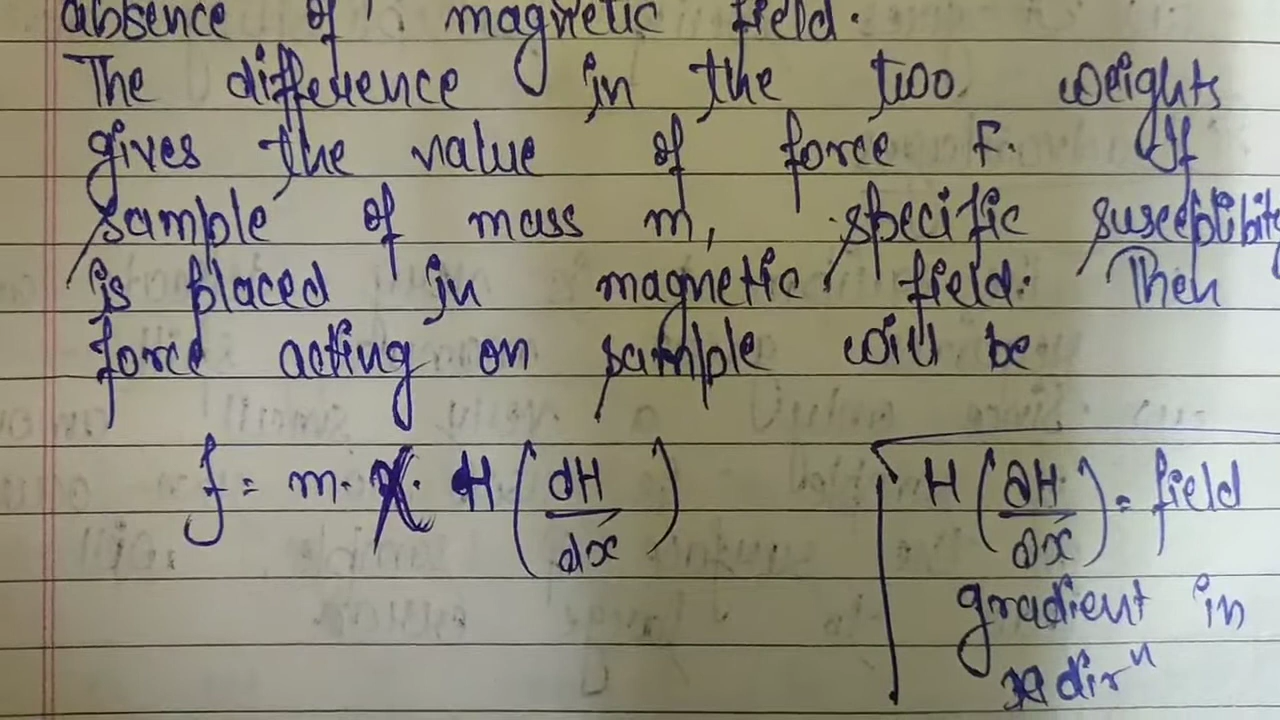 absence of magnetic field.
The difference in the two weights
gives the value of force F. If
sample of mass m, specific susceplibity
is placed in magnetic field. Then
force acting on sample will be
f = m. χ. H (dH/dx)
H (∂H/∂x) = field
gradient in
x dirⁿ